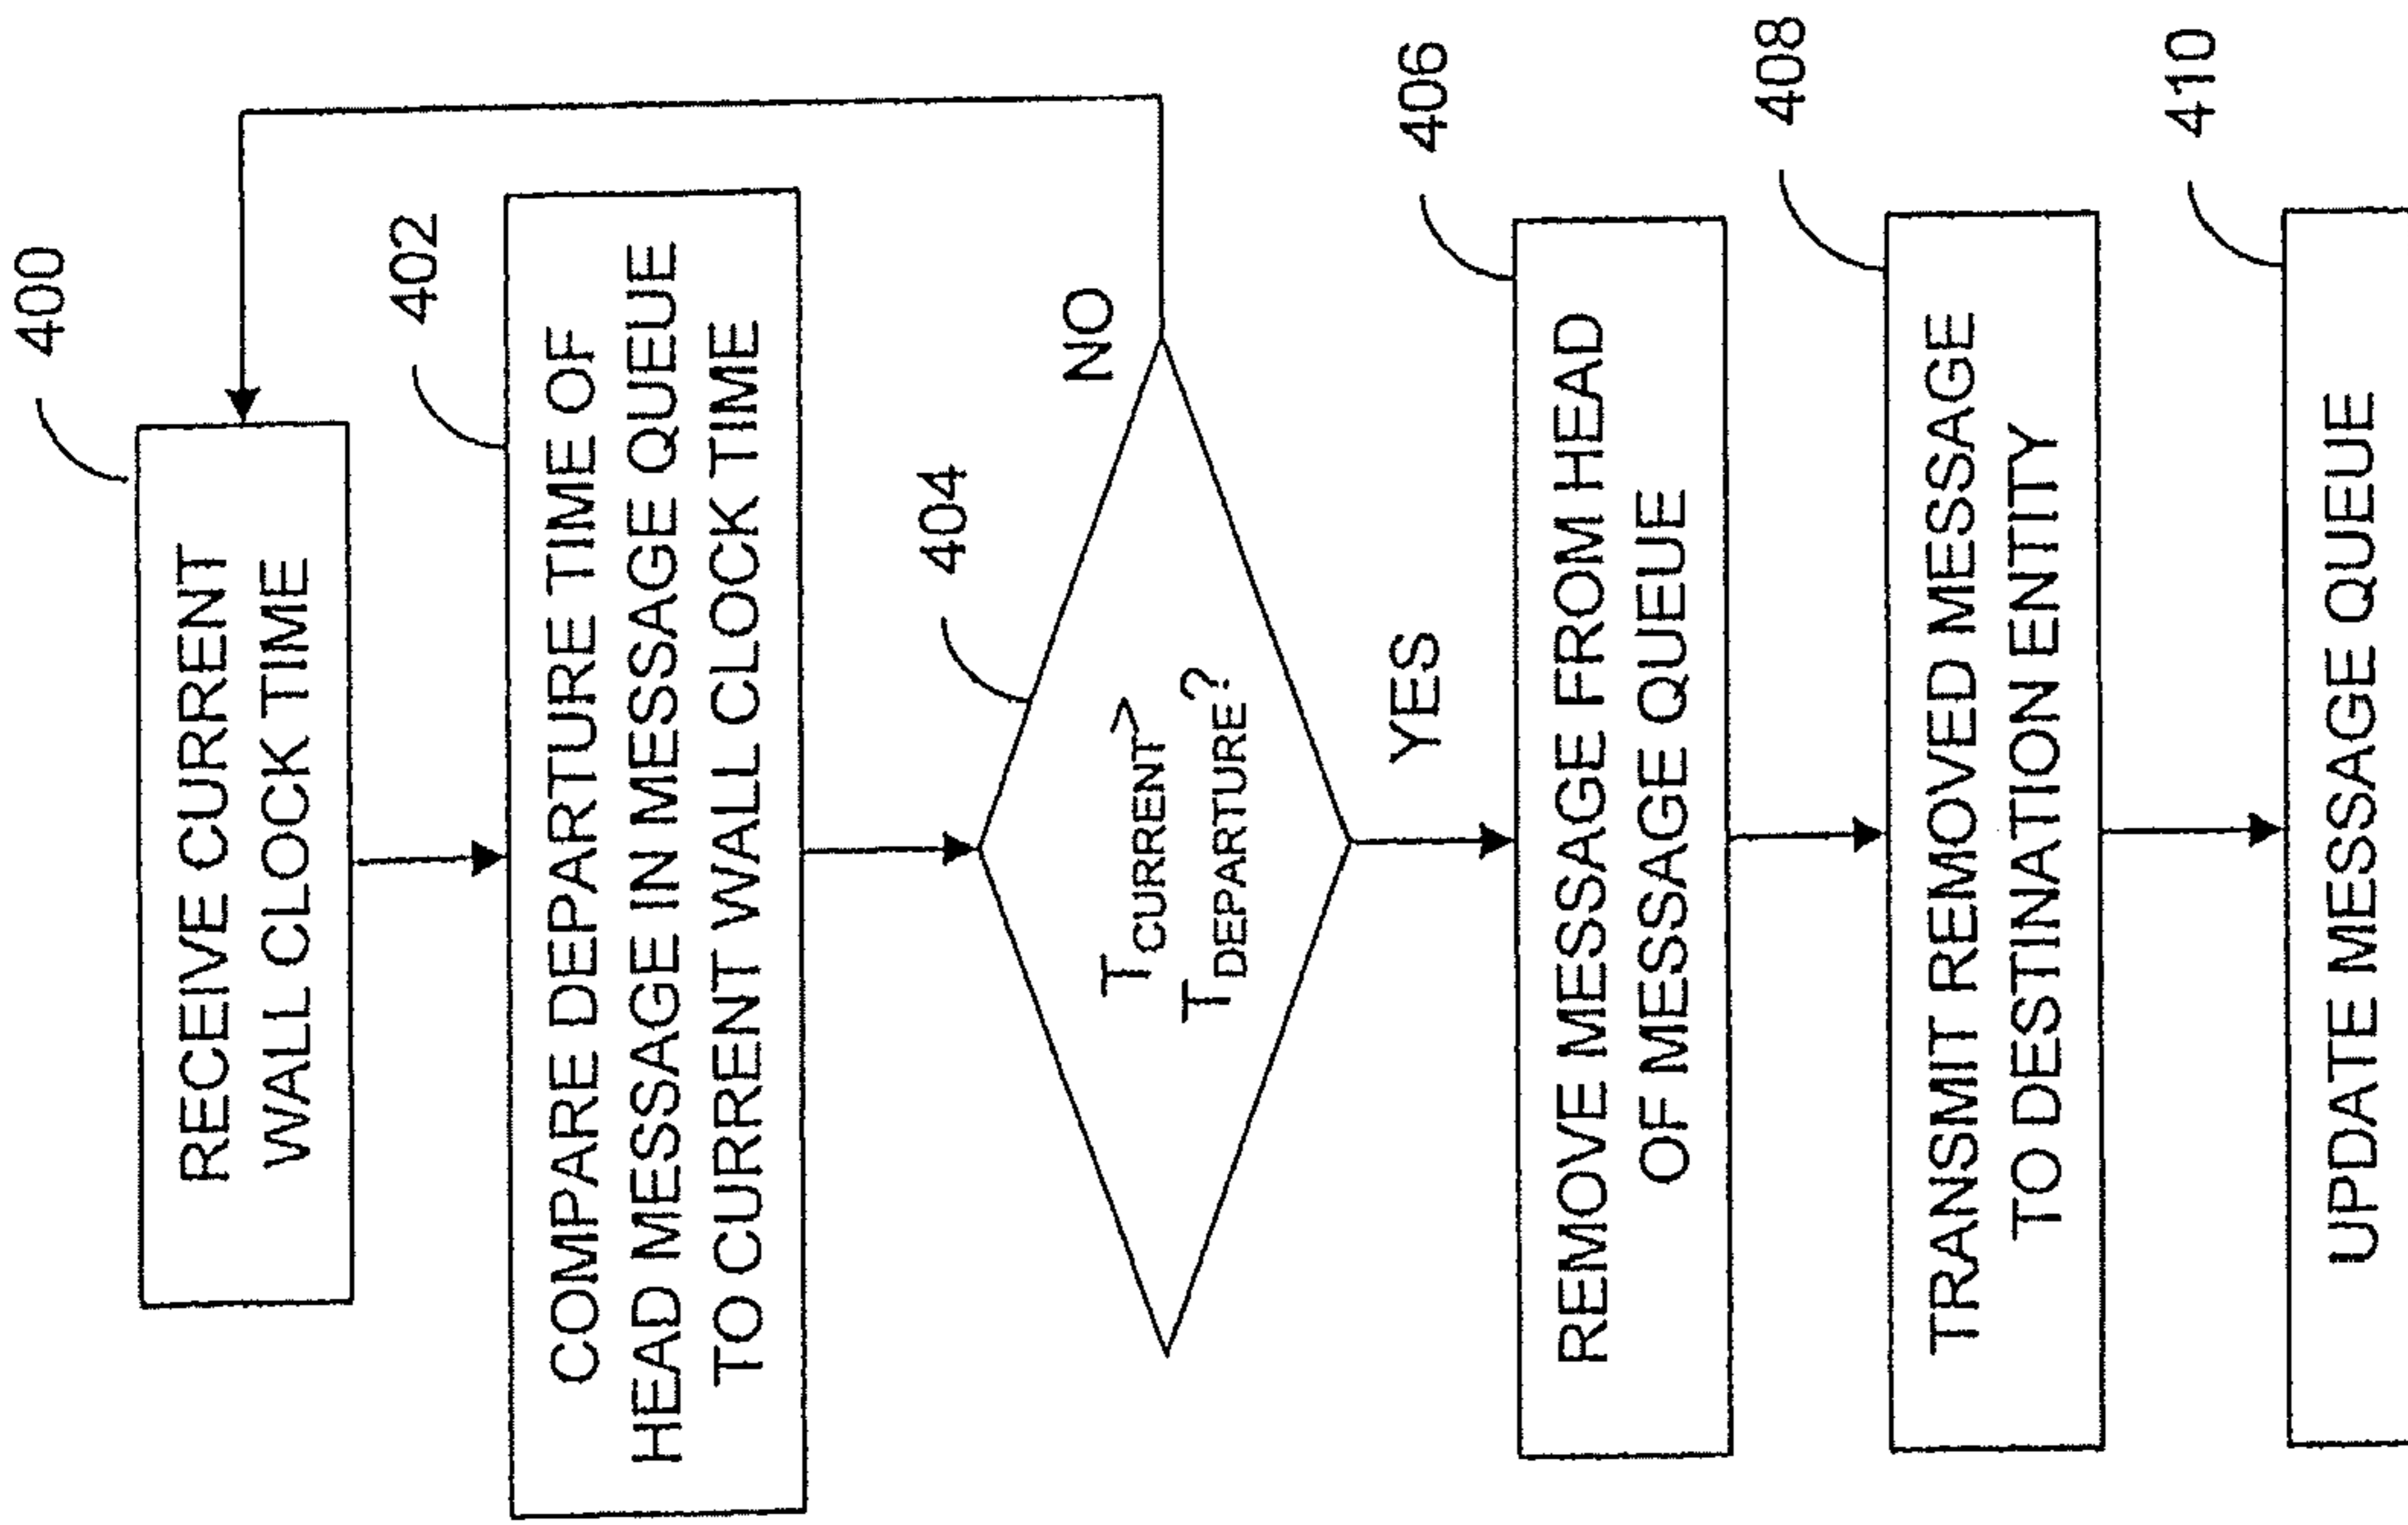 400
RECEIVE CURRENT
WALL CLOCK TIME
402
COMPARE DEPARTURE TIME OF
HEAD MESSAGE IN MESSAGE QUEUE
TO CURRENT WALL CLOCK TIME
404
TCURRENT>
TDEPARTURE?
NO
YES
406
REMOVE MESSAGE FROM HEAD
OF MESSAGE QUEUE
408
TRANSMIT REMOVED MESSAGE
TO DESTINATION ENTITY
410
UPDATE MESSAGE QUEUE